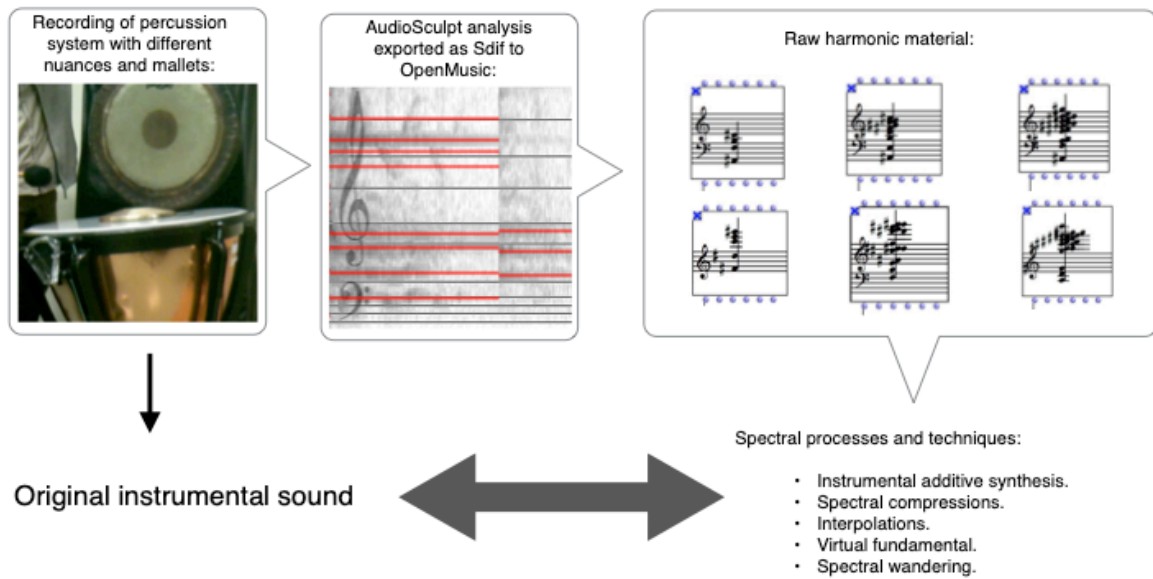 Recording of percussion
system with different
nuances and mallets:
AudioSculpt analysis
exported as Sdif to
OpenMusic:
Raw harmonic material:
Original instrumental sound
Spectral processes and techniques:
• Instrumental additive synthesis.
• Spectral compressions.
• Interpolations.
• Virtual fundamental.
• Spectral wandering.